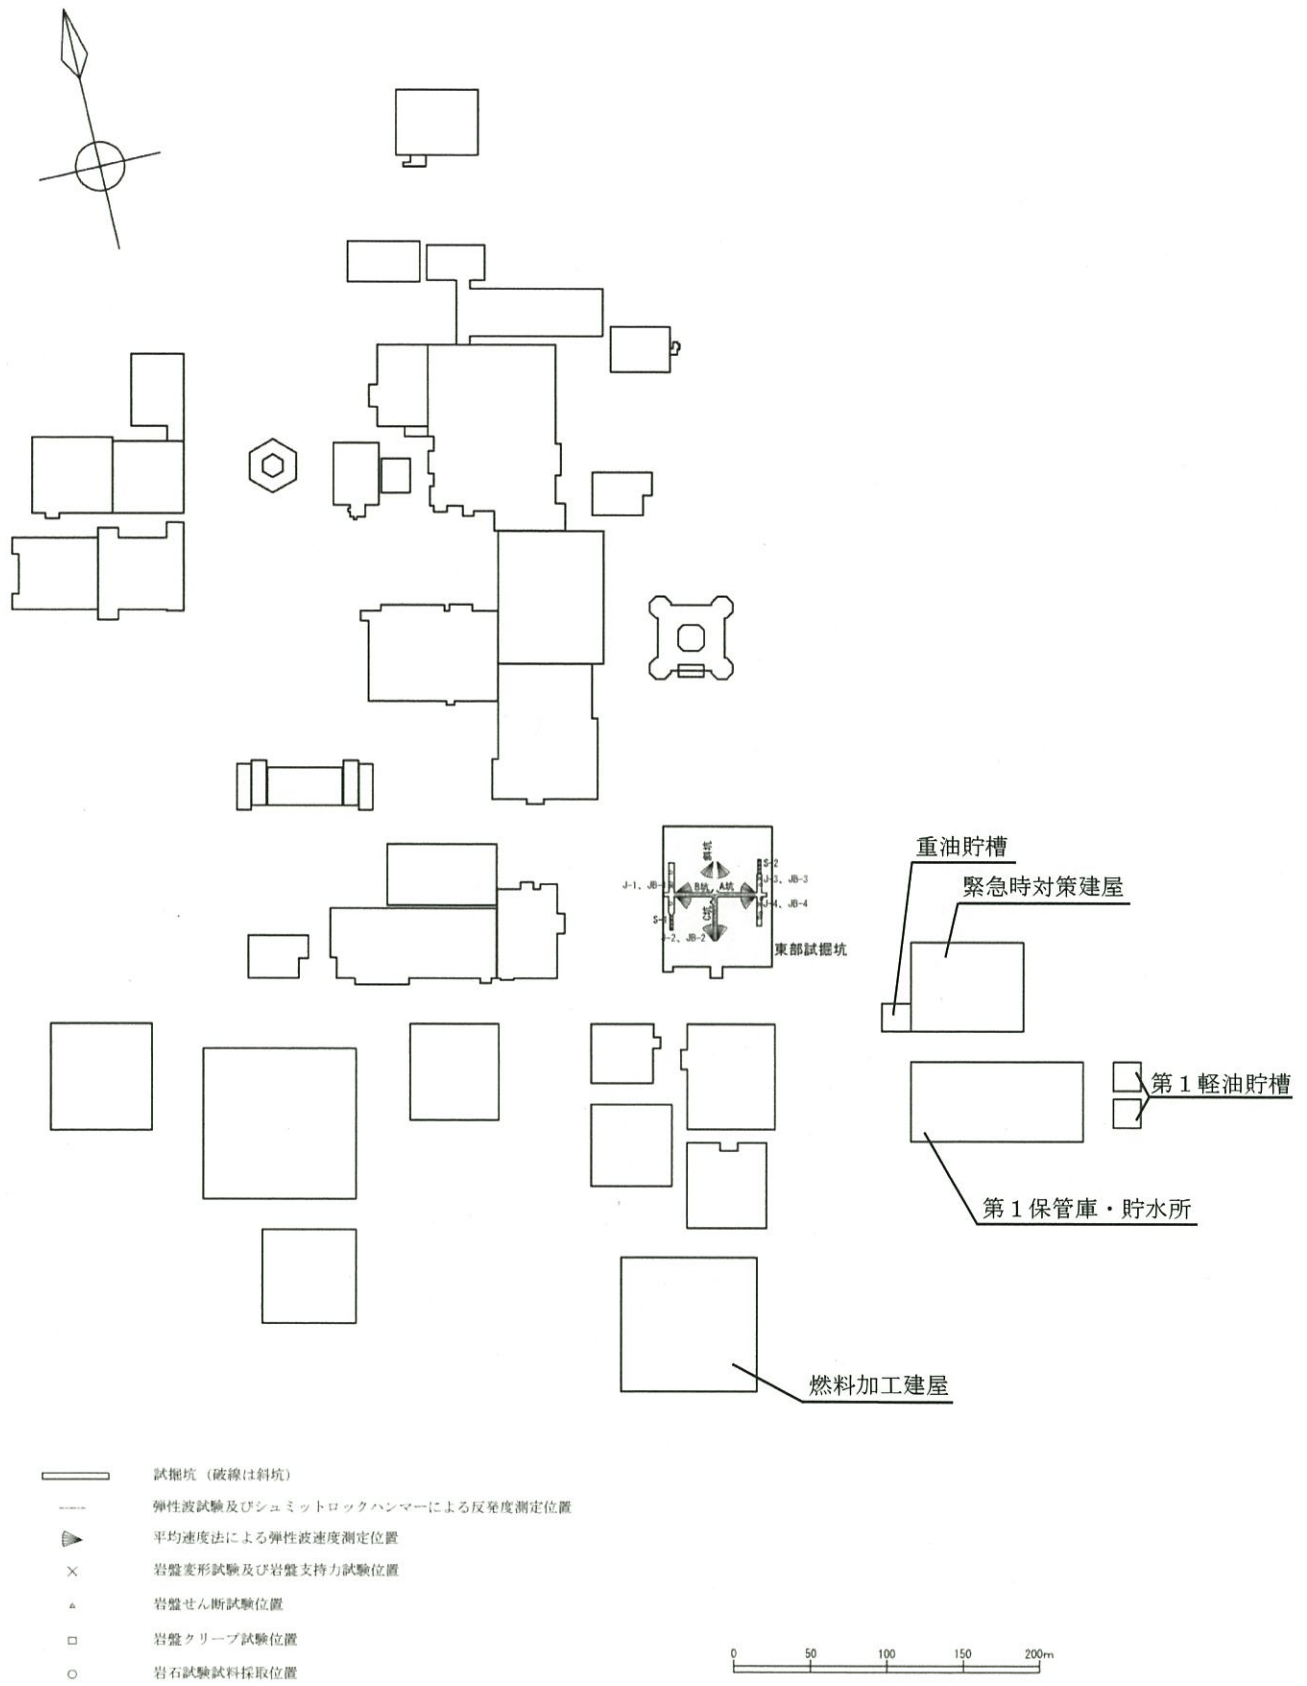 重油貯槽
緊急時対策建屋
斜坑
S-2
J-1、JB-1
B坑
A坑
J-3、JB-3
J-4、JB-4
C坑
S-1
J-2、JB-2
東部試掘坑
第1軽油貯槽
第1保管庫・貯水所
燃料加工建屋
試掘坑（破線は斜坑）
弾性波試験及びシュミットロックハンマーによる反発度測定位置
平均速度法による弾性波速度測定位置
岩盤変形試験及び岩盤支持力試験位置
岩盤せん断試験位置
岩盤クリープ試験位置
岩石試験試料採取位置
0 50 100 150 200m